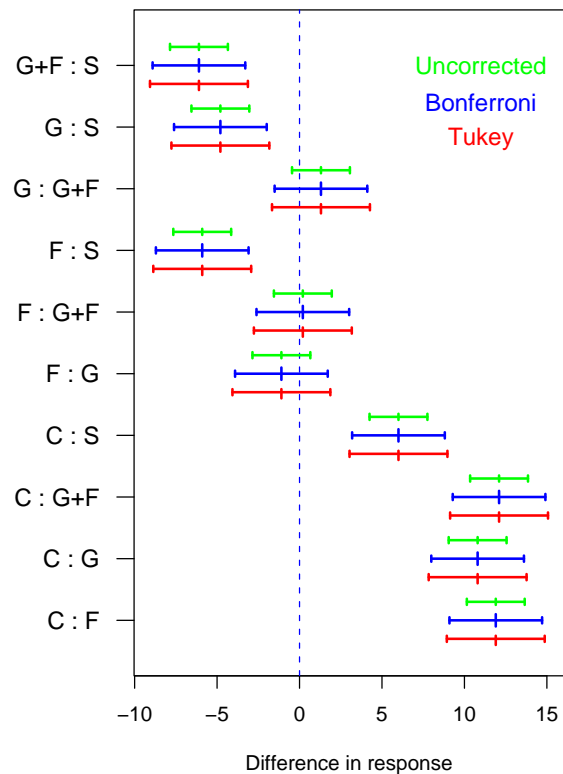 G+F : S
Uncorrected
Bonferroni
G : S
Tukey
G : G+F
F : S
F : G+F
F : G
C : S
C : G+F
C : G
C : F
−10 −5 0 5 10 15
Difference in response